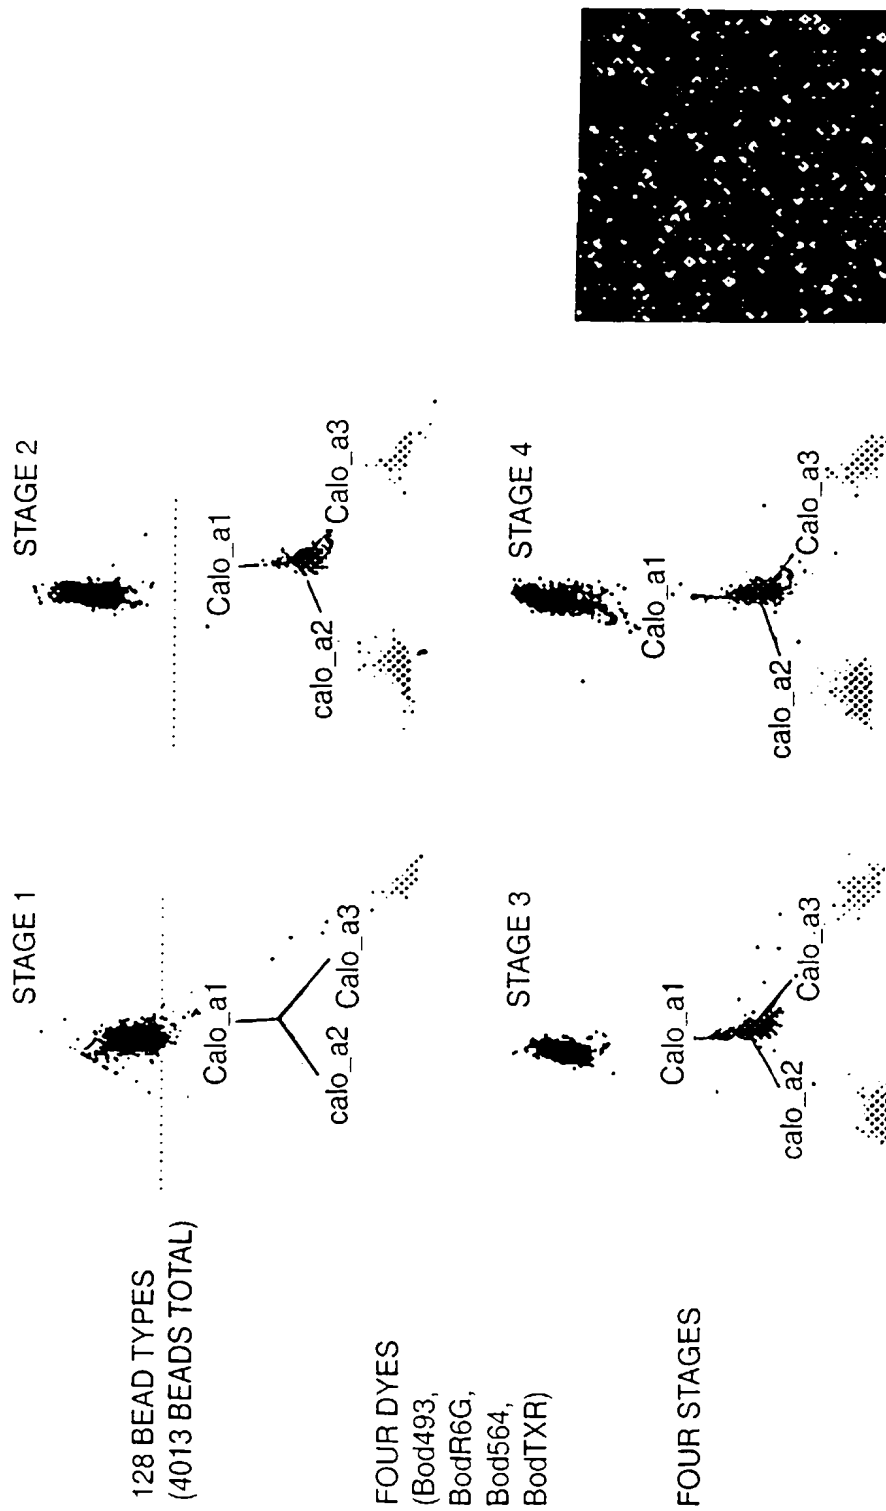 128 BEAD TYPES
(4013 BEADS TOTAL)
FOUR DYES
(Bod493,
BodR6G,
Bod564,
BodTXR)
FOUR STAGES
STAGE 1
Calo_a1
calo_a2
Calo_a3
STAGE 2
Calo_a1
calo_a2
Calo_a3
STAGE 3
Calo_a1
calo_a2
Calo_a3
STAGE 4
Calo_a1
calo_a2
Calo_a3